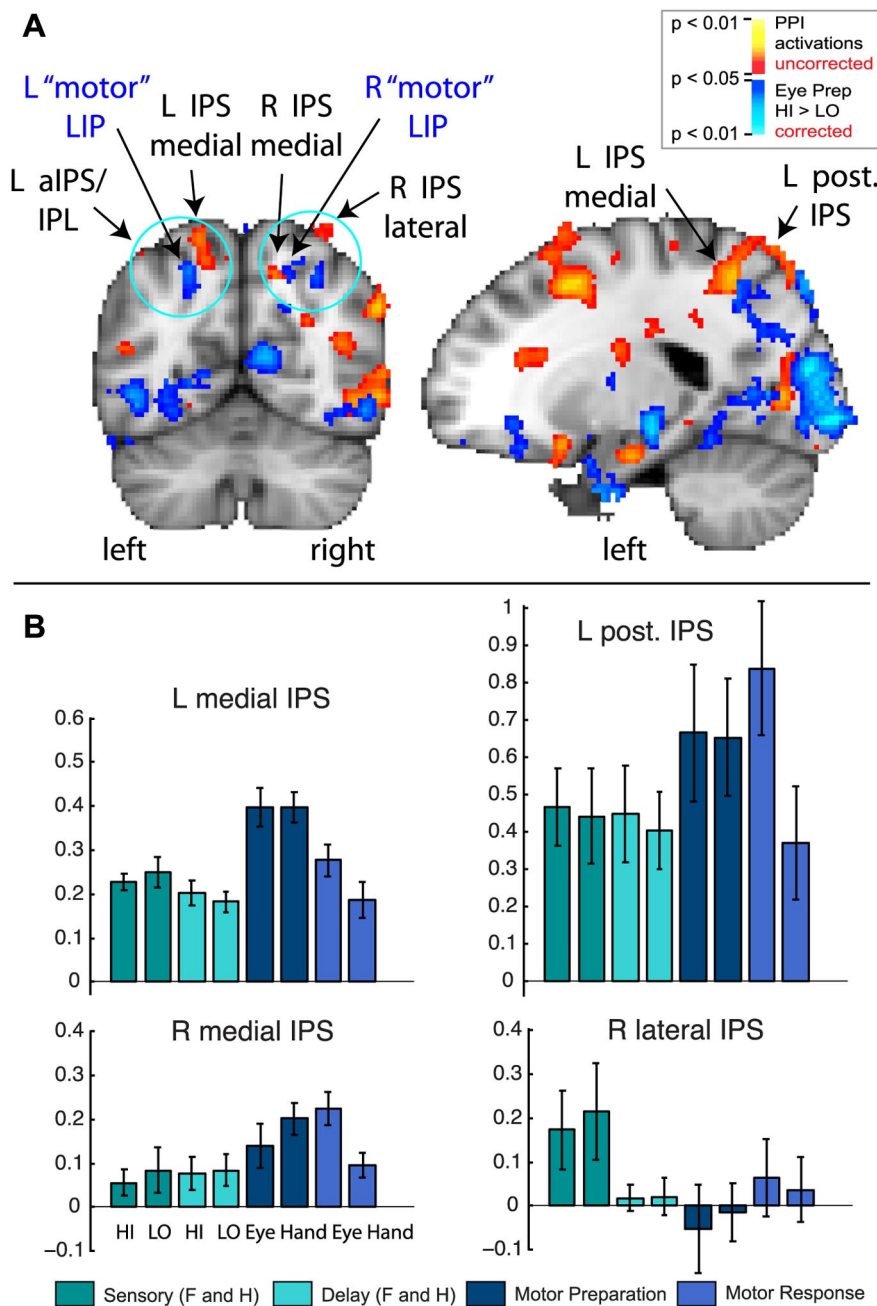 A
p < 0.01
PPI
activations
uncorrected
p < 0.05
Eye Prep
HI > LO
p < 0.01
corrected
L “motor”
LIP
L IPS
medial
R IPS
medial
R “motor”
LIP
L aIPS/
IPL
R IPS
lateral
L IPS
medial
L post.
IPS
left
right
left
B
L medial IPS
0.6
0.4
0.3
0.2
0.1
0
L post. IPS
1
0.9
0.8
0.7
0.6
0.5
0.4
0.3
0.2
0.1
0
R medial IPS
0.4
0.3
0.2
0.1
0
−0.1
HI LO HI LO Eye Hand Eye Hand
R lateral IPS
0.4
0.3
0.2
0.1
0
−0.1
Sensory (F and H) Delay (F and H) Motor Preparation Motor Response